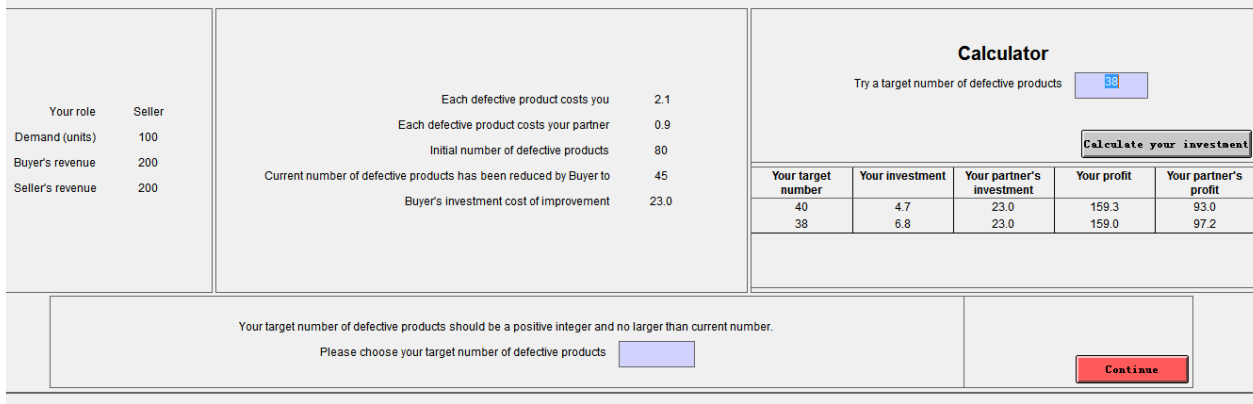 Your role Seller
Demand (units) 100
Buyer's revenue 200
Seller's revenue 200
Each defective product costs you 2.1
Each defective product costs your partner 0.9
Initial number of defective products 80
Current number of defective products has been reduced by Buyer to 45
Buyer's investment cost of improvement 23.0
Calculator
Try a target number of defective products 38
Calculate your investment
Your target number Your investment Your partner's investment Your profit Your partner's profit
40 4.7 23.0 159.3 93.0
38 6.8 23.0 159.0 97.2
Your target number of defective products should be a positive integer and no larger than current number.
Please choose your target number of defective products
Continue